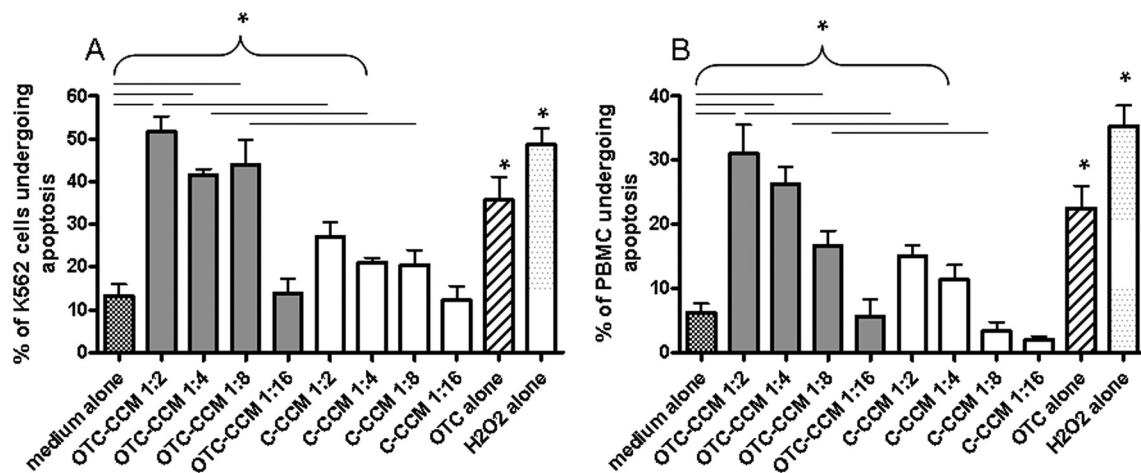 A
*
% of K562 cells undergoing
apoptosis
60
50
40
30
20
10
0
*
*
medium alone
OTC-CCM 1:2
OTC-CCM 1:4
OTC-CCM 1:8
OTC-CCM 1:16
C-CCM 1:2
C-CCM 1:4
C-CCM 1:8
C-CCM 1:16
OTC alone
H2O2 alone
B
*
% of PBMC undergoing
apoptosis
40
30
20
10
0
*
*
medium alone
OTC-CCM 1:2
OTC-CCM 1:4
OTC-CCM 1:8
OTC-CCM 1:16
C-CCM 1:2
C-CCM 1:4
C-CCM 1:8
C-CCM 1:16
OTC alone
H2O2 alone